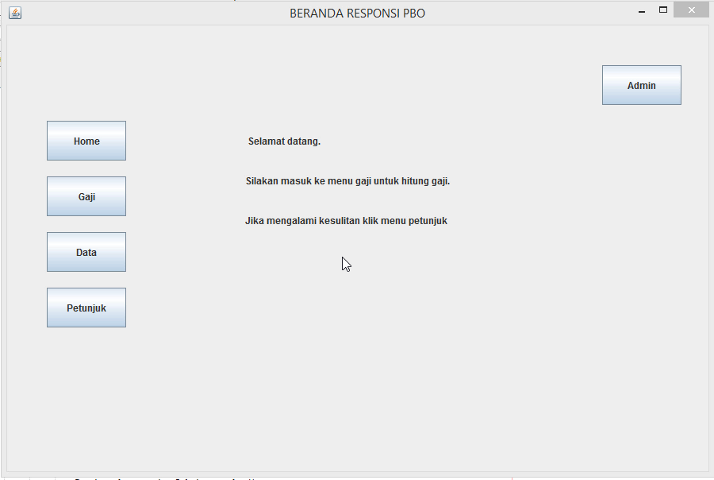 BERANDA RESPONSI PBO
Admin
Home
Selamat datang.
Silakan masuk ke menu gaji untuk hitung gaji.
Gaji
Jika mengalami kesulitan klik menu petunjuk
Data
Petunjuk